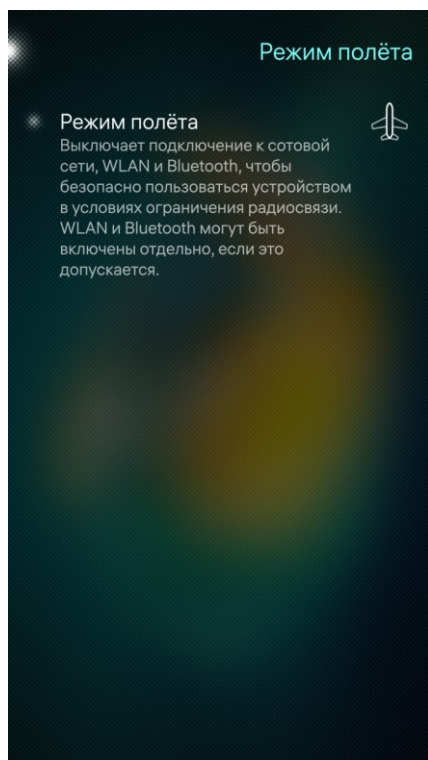 Режим полёта
Режим полёта
Выключает подключение к сотовой
сети, WLAN и Bluetooth, чтобы
безопасно пользоваться устройством
в условиях ограничения радиосвязи.
WLAN и Bluetooth могут быть
включены отдельно, если это
допускается.